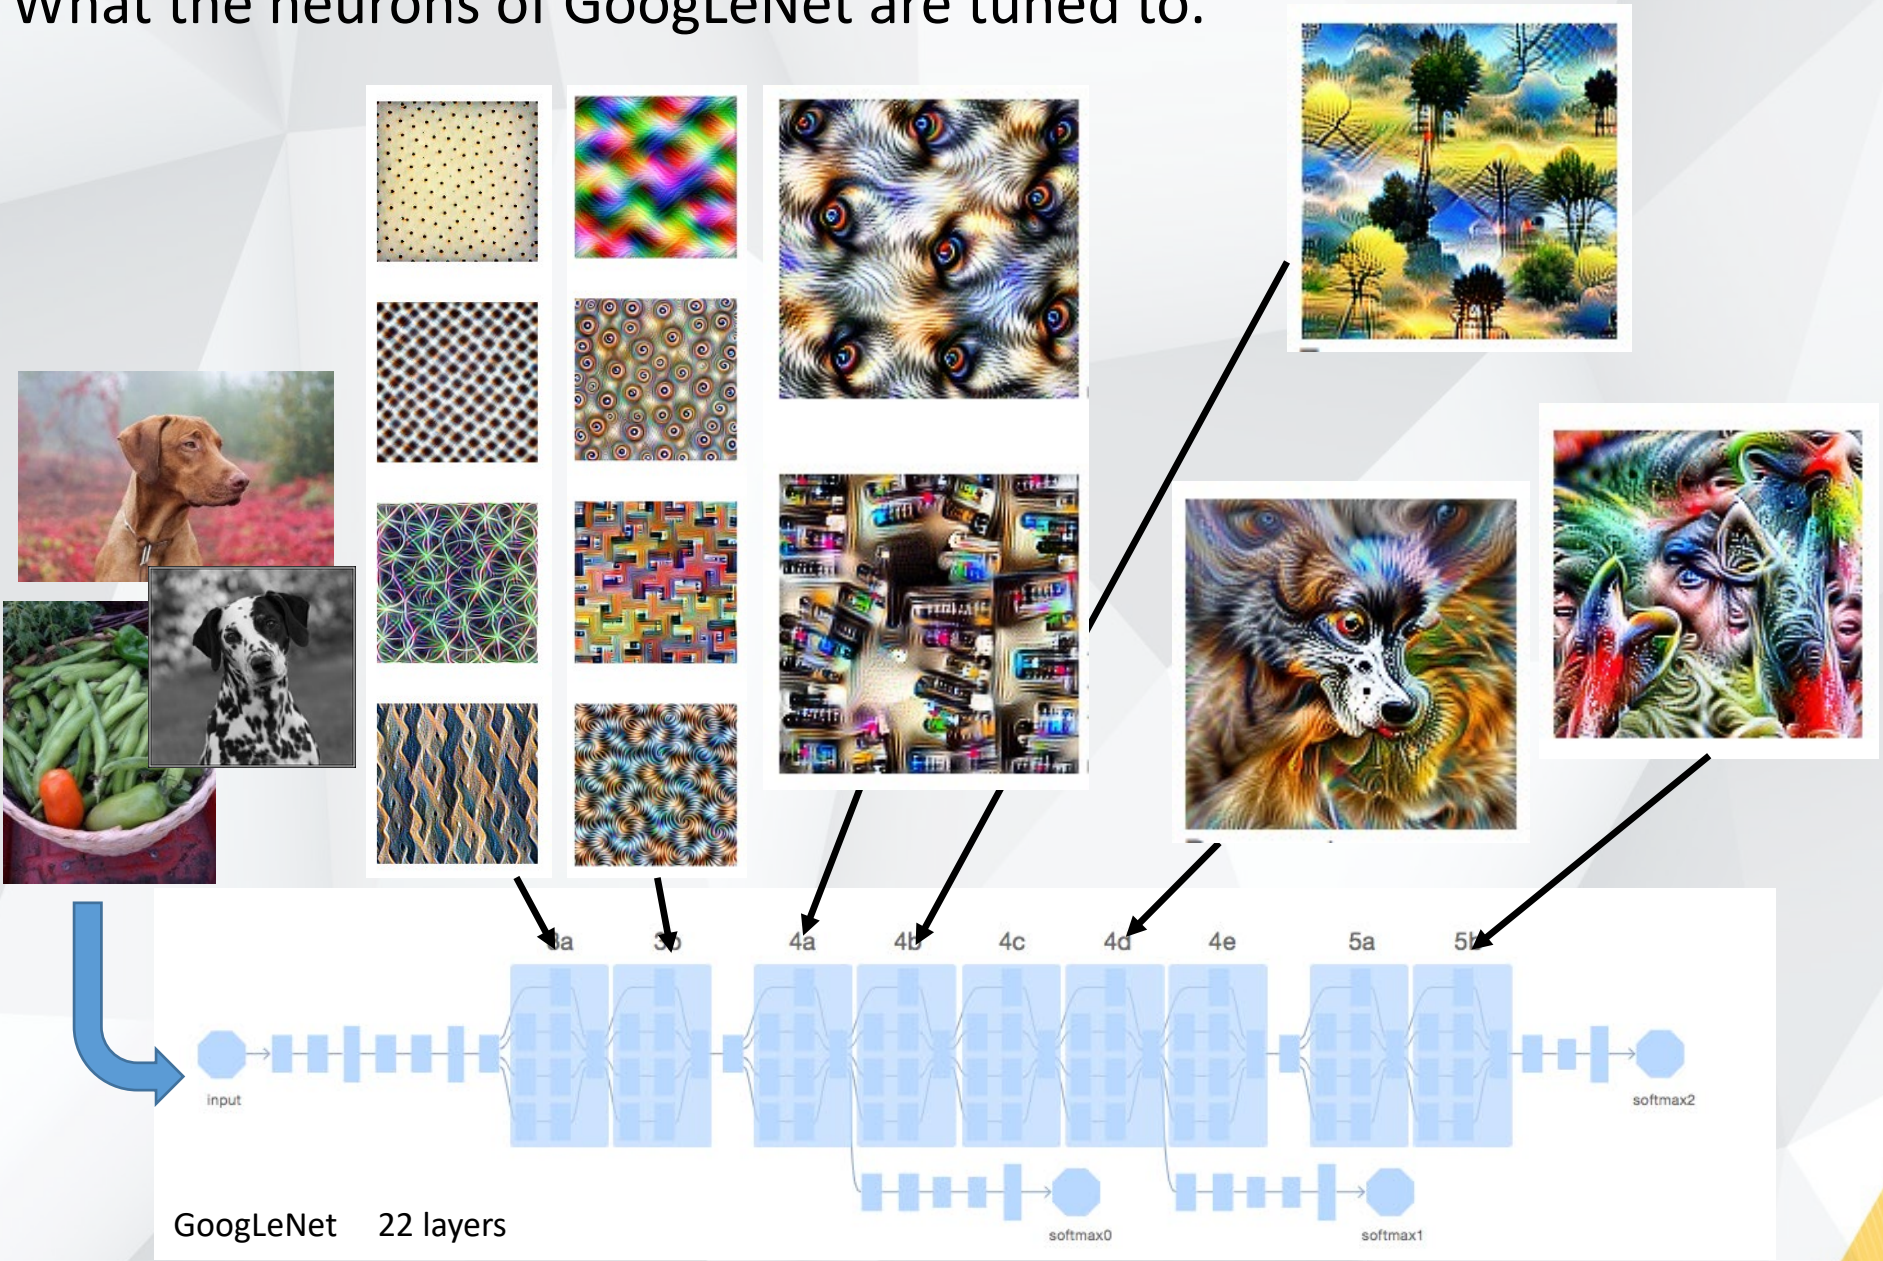 What the neurons of GoogLeNet are tuned to.
3a 3b 4a 4b 4c 4d 4e 5a 5b
input
softmax2
softmax0
softmax1
GoogLeNet 22 layers